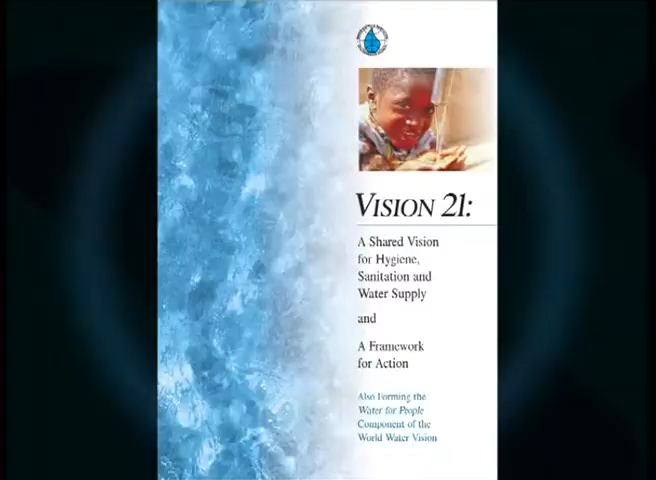 VISION 21:
A Shared Vision
for Hygiene,
Sanitation and
Water Supply
and
A Framework
for Action
Also Forming the
Water for People
Component of the
World Water Vision